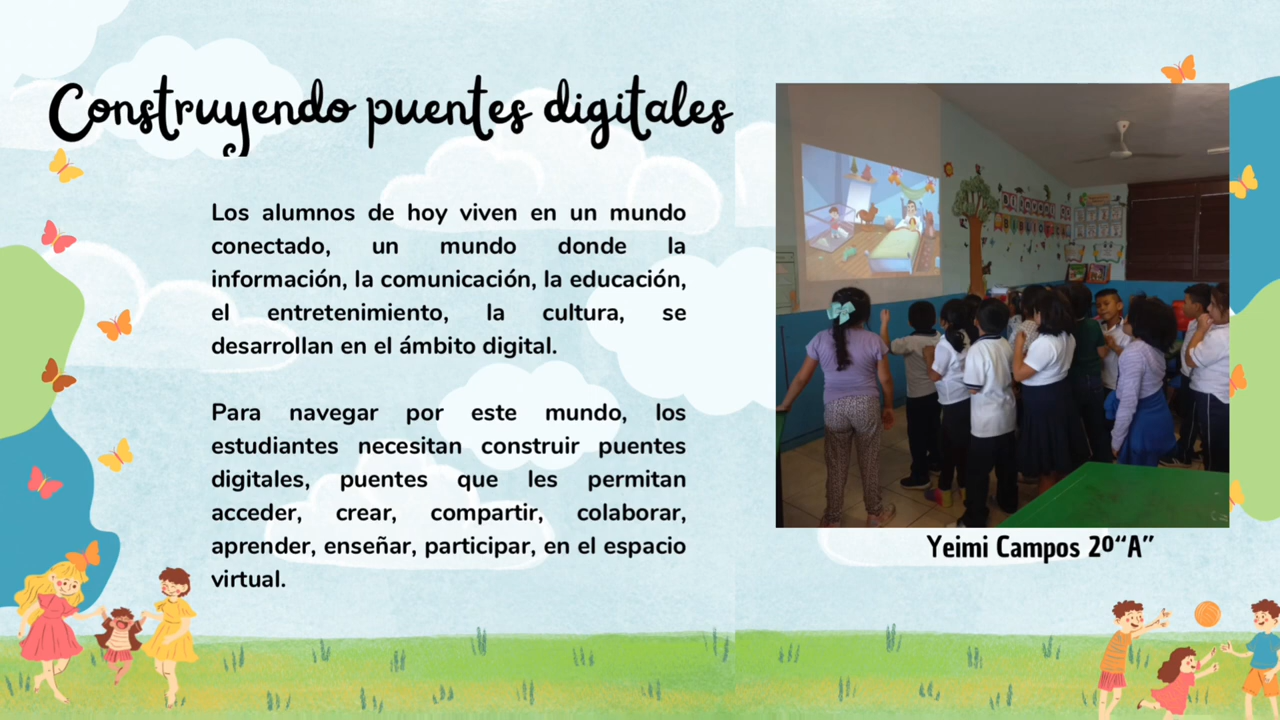 Construyendo puentes digitales
Los alumnos de hoy viven en un mundo
conectado, un mundo donde la
información, la comunicación, la educación,
el entretenimiento, la cultura, se
desarrollan en el ámbito digital.
Para navegar por este mundo, los
estudiantes necesitan construir puentes
digitales, puentes que les permitan
acceder, crear, compartir, colaborar,
aprender, enseñar, participar, en el espacio
virtual.
Yeimi Campos 2º“A”